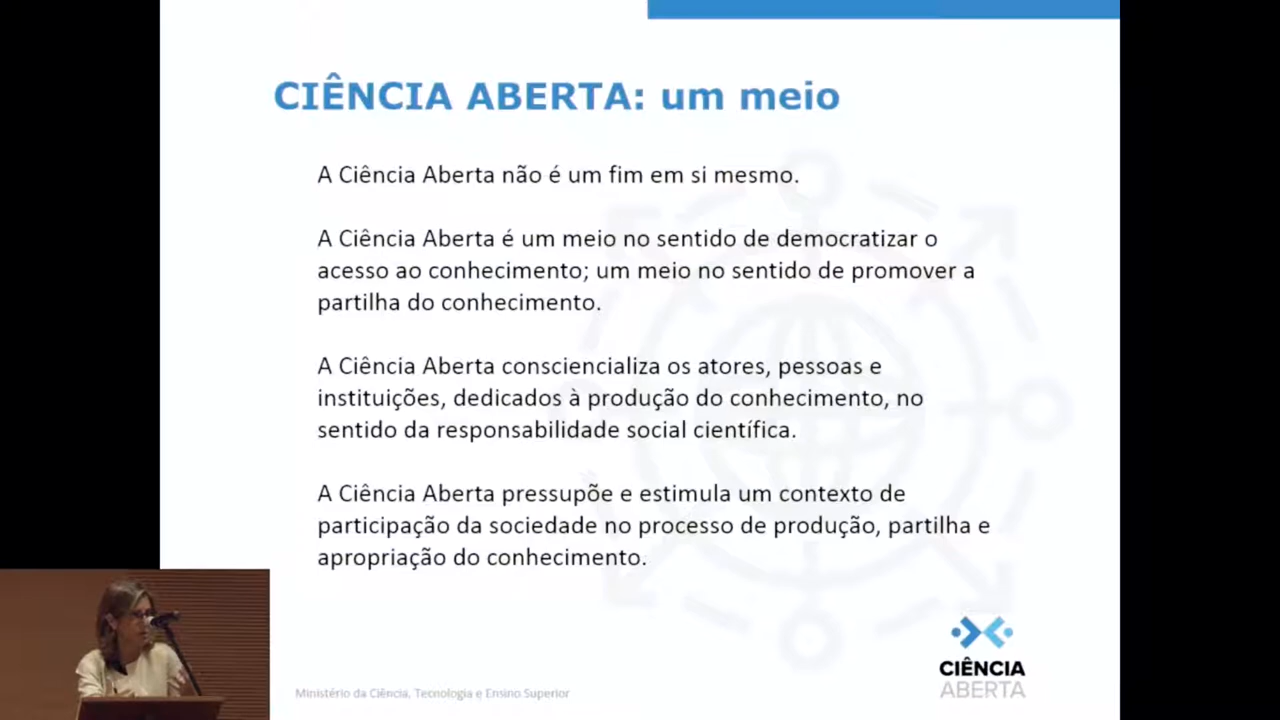 CIÊNCIA ABERTA: um meio
A Ciência Aberta não é um fim em si mesmo.
A Ciência Aberta é um meio no sentido de democratizar o
acesso ao conhecimento; um meio no sentido de promover a
partilha do conhecimento.
A Ciência Aberta consciencializa os atores, pessoas e
instituições, dedicados à produção do conhecimento, no
sentido da responsabilidade social científica.
A Ciência Aberta pressupõe e estimula um contexto de
participação da sociedade no processo de produção, partilha e
apropriação do conhecimento.
CIÊNCIA
ABERTA
Ministério da Ciência, Tecnologia e Ensino Superior